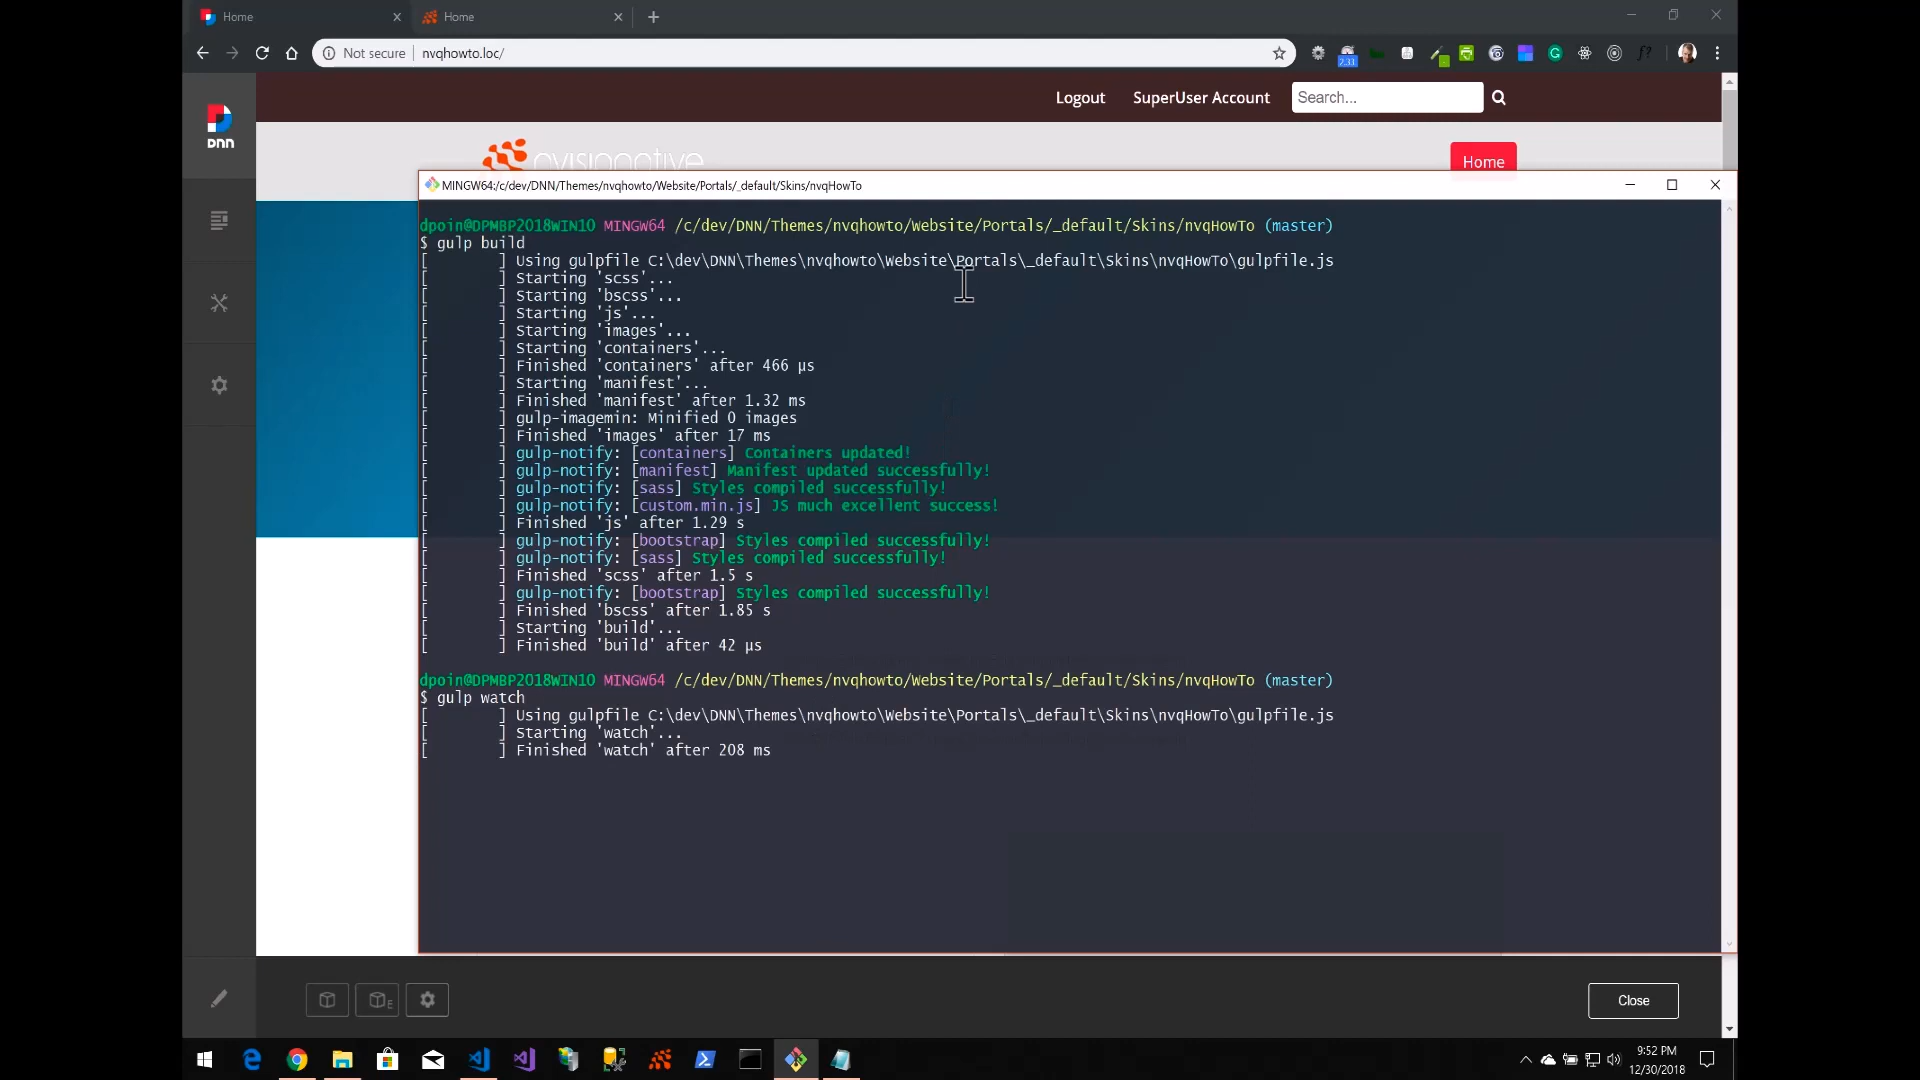 Home
Home
Not secure
nvqhowto.loc/
2.33
Logout
SuperUser Account
Search...
DNN
nvisionative
Home
MINGW64:/c/dev/DNN/Themes/nvqhowto/Website/Portals/_default/Skins/nvqHowTo
dpoin@DPMBP2018WIN10 MINGW64 /c/dev/DNN/Themes/nvqhowto/Website/Portals/_default/Skins/nvqHowTo (master)
$ gulp build
[        ] Using gulpfile C:\dev\DNN\Themes\nvqhowto\Website\Portals\_default\Skins\nvqHowTo\gulpfile.js
[        ] Starting 'scss'...
[        ] Starting 'bscss'...
[        ] Starting 'js'...
[        ] Starting 'images'...
[        ] Starting 'containers'...
[        ] Finished 'containers' after 466 μs
[        ] Starting 'manifest'...
[        ] Finished 'manifest' after 1.32 ms
[        ] gulp-imagemin: Minified 0 images
[        ] Finished 'images' after 17 ms
[        ] gulp-notify: [containers] Containers updated!
[        ] gulp-notify: [manifest] Manifest updated successfully!
[        ] gulp-notify: [sass] Styles compiled successfully!
[        ] gulp-notify: [custom.min.js] JS much excellent success!
[        ] Finished 'js' after 1.29 s
[        ] gulp-notify: [bootstrap] Styles compiled successfully!
[        ] gulp-notify: [sass] Styles compiled successfully!
[        ] Finished 'scss' after 1.5 s
[        ] gulp-notify: [bootstrap] Styles compiled successfully!
[        ] Finished 'bscss' after 1.85 s
[        ] Starting 'build'...
[        ] Finished 'build' after 42 μs
dpoin@DPMBP2018WIN10 MINGW64 /c/dev/DNN/Themes/nvqhowto/Website/Portals/_default/Skins/nvqHowTo (master)
$ gulp watch
[        ] Using gulpfile C:\dev\DNN\Themes\nvqhowto\Website\Portals\_default\Skins\nvqHowTo\gulpfile.js
[        ] Starting 'watch'...
[        ] Finished 'watch' after 208 ms
E
Close
9:52 PM
12/30/2018